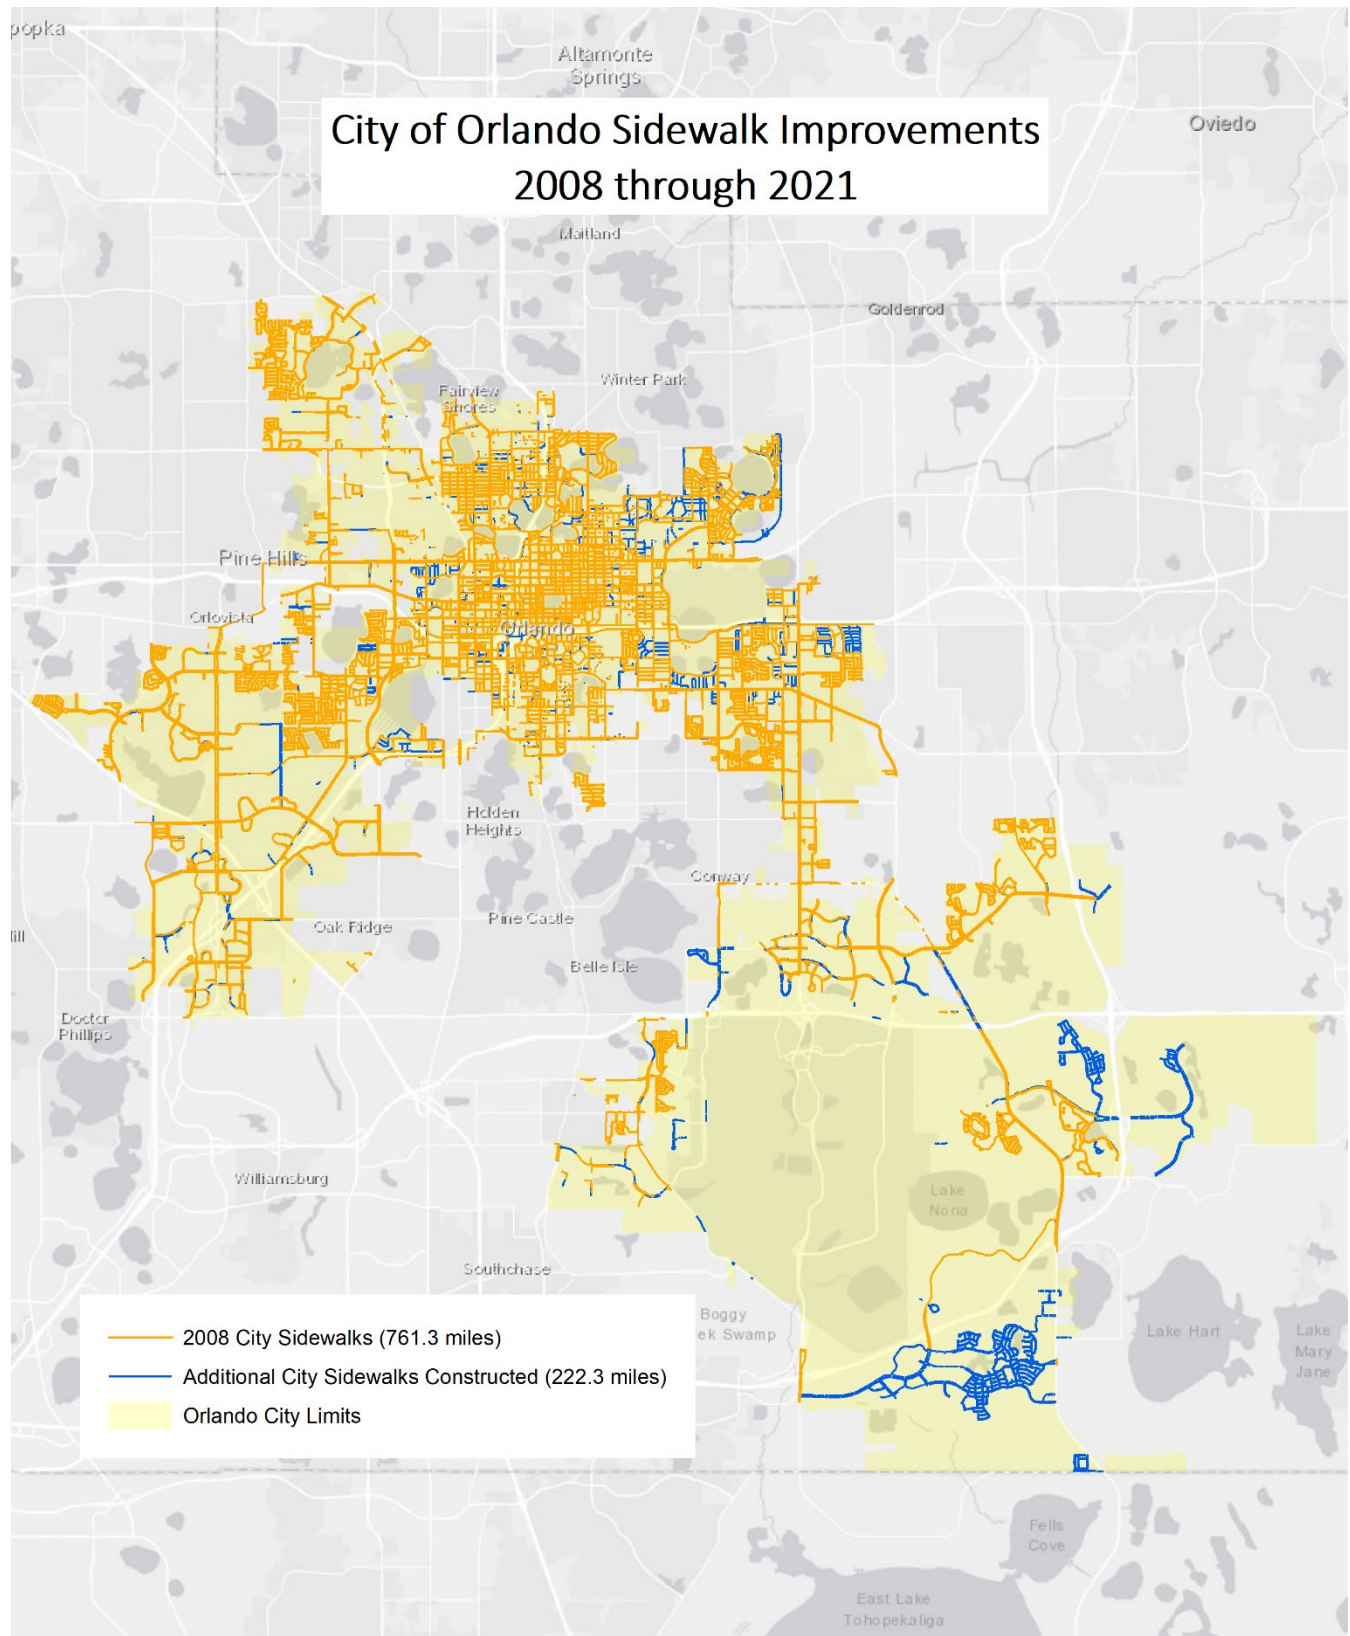 opopka
Altamonte
Springs
City of Orlando Sidewalk Improvements
2008 through 2021
Oviedo
Maitland
Goldenrod
Winter Park
Fairview
Shores
Pine Hills
Orlovista
Orlando
Holden
Heights
Conway
Pine Castle
Oak Ridge
ill
Belle Isle
Doctor
Phillips
Williamsburg
Lake
Nona
Southchase
Boggy
ek Swamp
Lake Hart
Lake
Mary
Jane
2008 City Sidewalks (761.3 miles)
Additional City Sidewalks Constructed (222.3 miles)
Orlando City Limits
Fells
Cove
East Lake
Tohopekaliga